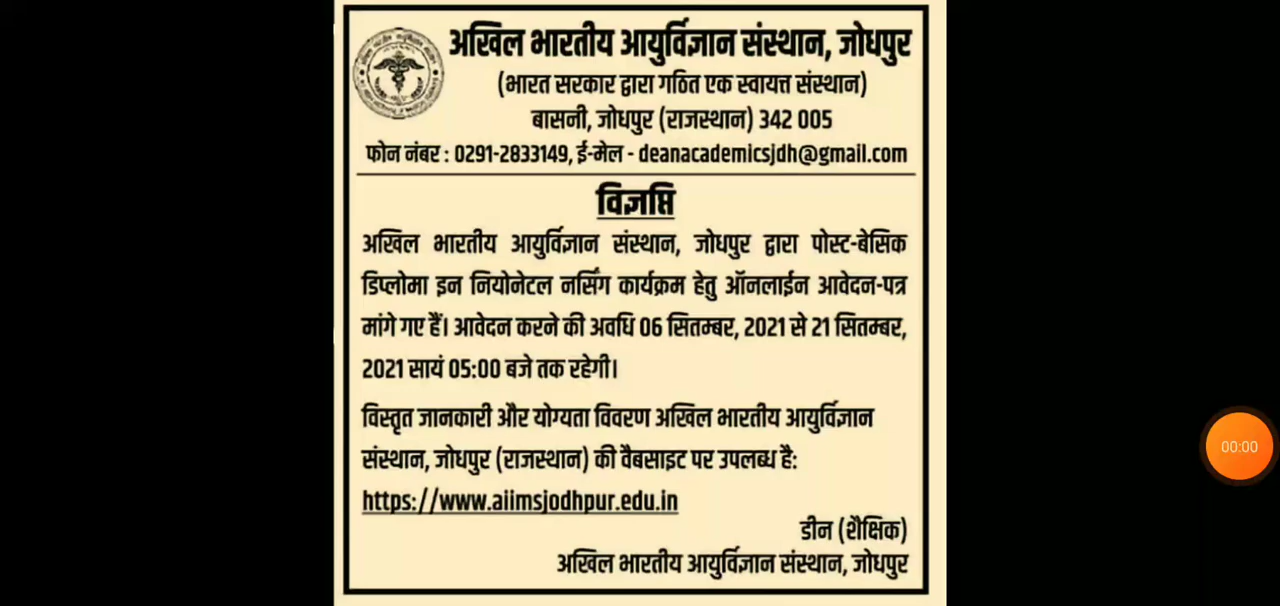 अखिल भारतीय आयुर्विज्ञान संस्थान, जोधपुर
(भारत सरकार द्वारा गठित एक स्वायत्त संस्थान)
बासनी, जोधपुर (राजस्थान) 342 005
फोन नंबर : 0291-2833149, ई-मेल - deanacademicsjdh@gmail.com
विज्ञप्ति
अखिल भारतीय आयुर्विज्ञान संस्थान, जोधपुर द्वारा पोस्ट-बेसिक
डिप्लोमा इन नियोनेटल नर्सिंग कार्यक्रम हेतु ऑनलाईन आवेदन-पत्र
मांगे गए हैं। आवेदन करने की अवधि 06 सितम्बर, 2021 से 21 सितम्बर,
2021 सायं 05:00 बजे तक रहेगी।
विस्तृत जानकारी और योग्यता विवरण अखिल भारतीय आयुर्विज्ञान
संस्थान, जोधपुर (राजस्थान) की वैबसाइट पर उपलब्ध है:
https://www.aiimsjodhpur.edu.in
डीन (शैक्षिक)
अखिल भारतीय आयुर्विज्ञान संस्थान, जोधपुर
00:00